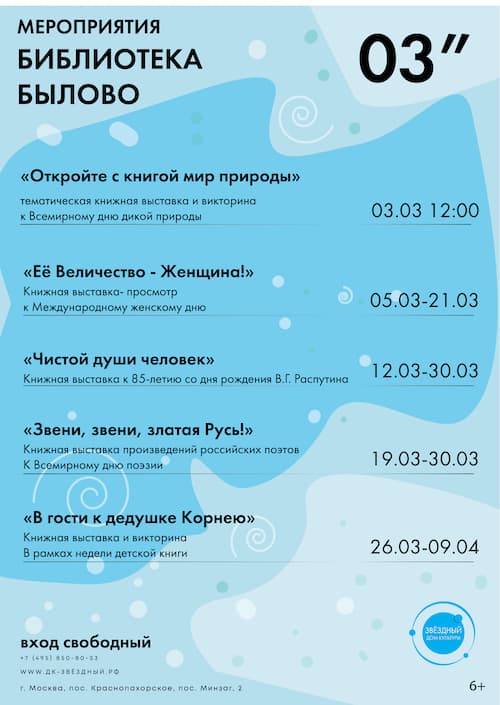 МЕРОПРИЯТИЯ
БИБЛИОТЕКА
БЫЛОВО
03”
«Откройте с книгой мир природы»
тематическая книжная выставка и викторина
к Всемирному дню дикой природы
03.03 12:00
«Её Величество - Женщина!»
Книжная выставка- просмотр
к Международному женскому дню
05.03-21.03
«Чистой души человек»
Книжная выставка к 85-летию со дня рождения В.Г. Распутина
12.03-30.03
«Звени, звени, златая Русь!»
Книжная выставка произведений российских поэтов
К Всемирному дню поэзии
19.03-30.03
«В гости к дедушке Корнею»
Книжная выставка и викторина
В рамках недели детской книги
26.03-09.04
ЗВЁЗДНЫЙ
ДОМ КУЛЬТУРЫ
вход свободный
+7 (495) 850-80-53
WWW.ДК-ЗВЁЗДНЫЙ.РФ
г. Москва, пос. Краснопахорское, пос. Минзаг, 2
6+